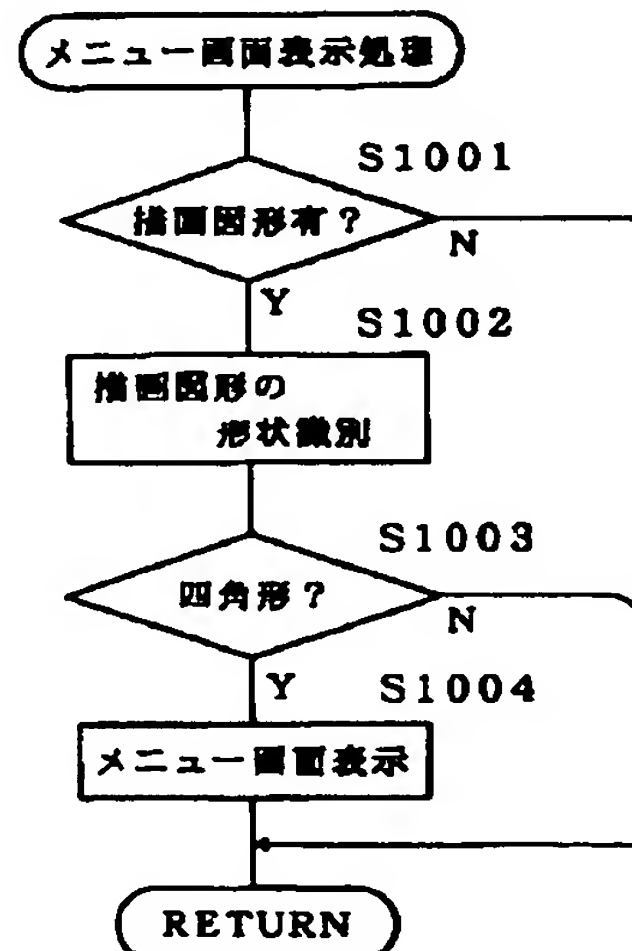 メニュー画面表示処理
S1001
描画図形有？
N
Y
S1002
描画図形の
形状識別
S1003
四角形？
N
Y
S1004
メニュー画面表示
RETURN